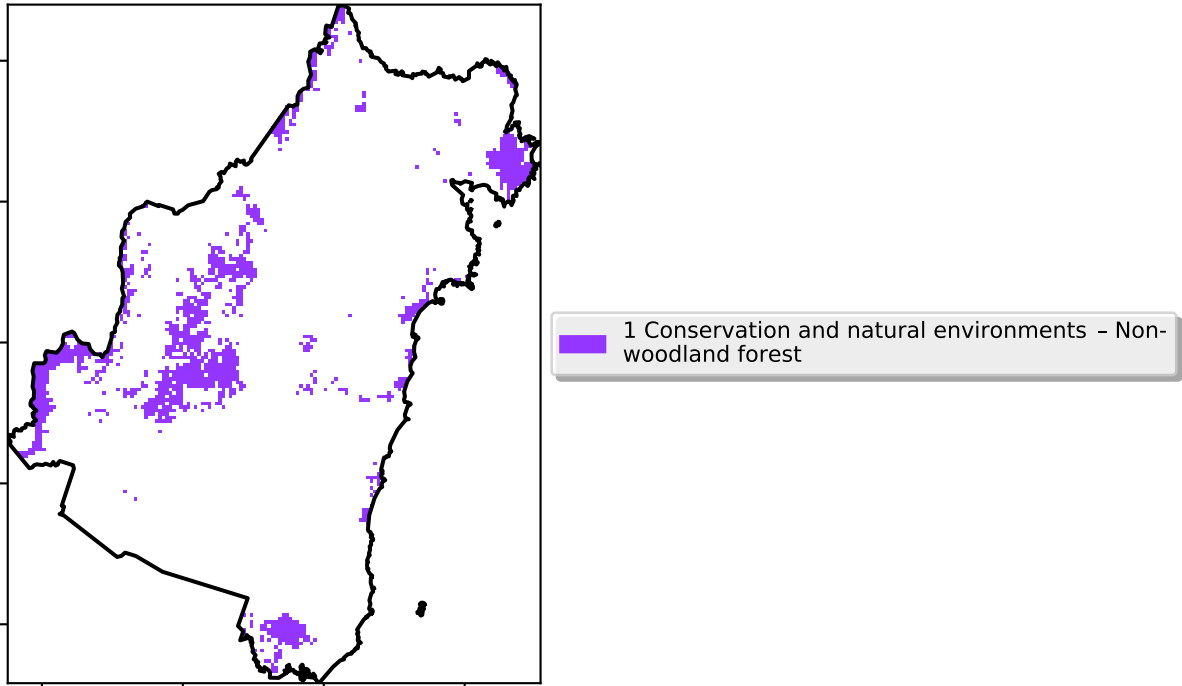 1 Conservation and natural environments – Non-
woodland forest